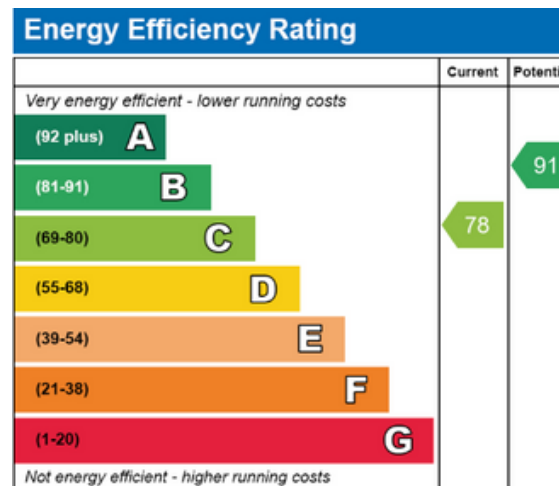 Energy Efficiency Rating
Current Potenti
Very energy efficient - lower running costs
(92 plus) A
91
(81-91) B
(69-80) C 78
(55-68) D
(39-54) E
(21-38) F
(1-20) G
Not energy efficient - higher running costs